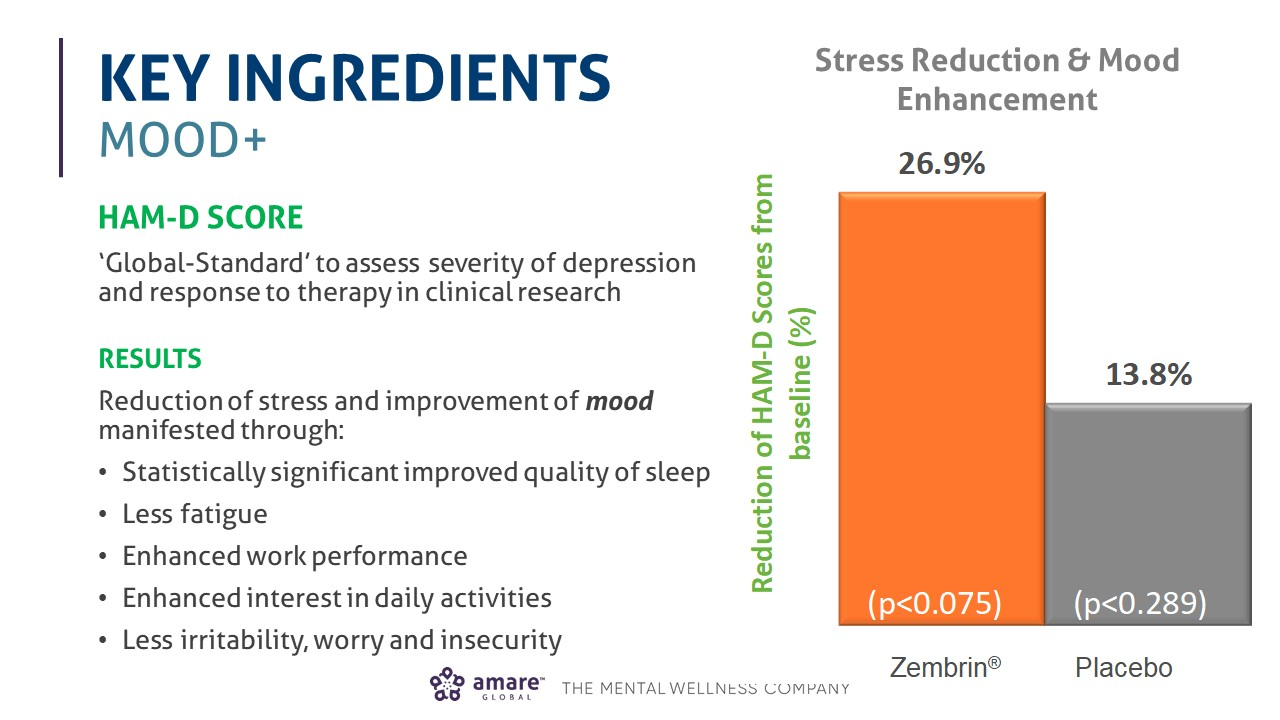 KEY INGREDIENTS
MOOD+
HAM-D SCORE
‘Global-Standard’ to assess severity of depression
and response to therapy in clinical research
RESULTS
Reduction of stress and improvement of mood
manifested through:
• Statistically significant improved quality of sleep
• Less fatigue
• Enhanced work performance
• Enhanced interest in daily activities
• Less irritability, worry and insecurity
Stress Reduction & Mood
Enhancement
Reduction of HAM-D Scores from
baseline (%)
26.9%
13.8%
(p<0.075)
(p<0.289)
Zembrin®
Placebo
amare™
GLOBAL
THE MENTAL WELLNESS COMPANY